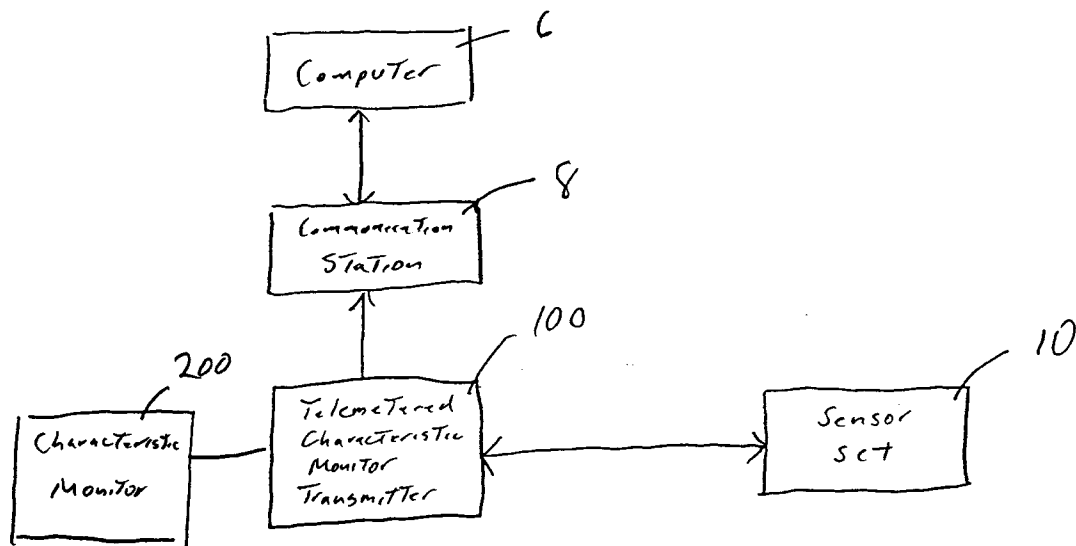 6
Computer
8
Communication
Station
100
200
10
Telemetered
Characteristic
Monitor
Transmitter
Characteristic
Monitor
Sensor
Set